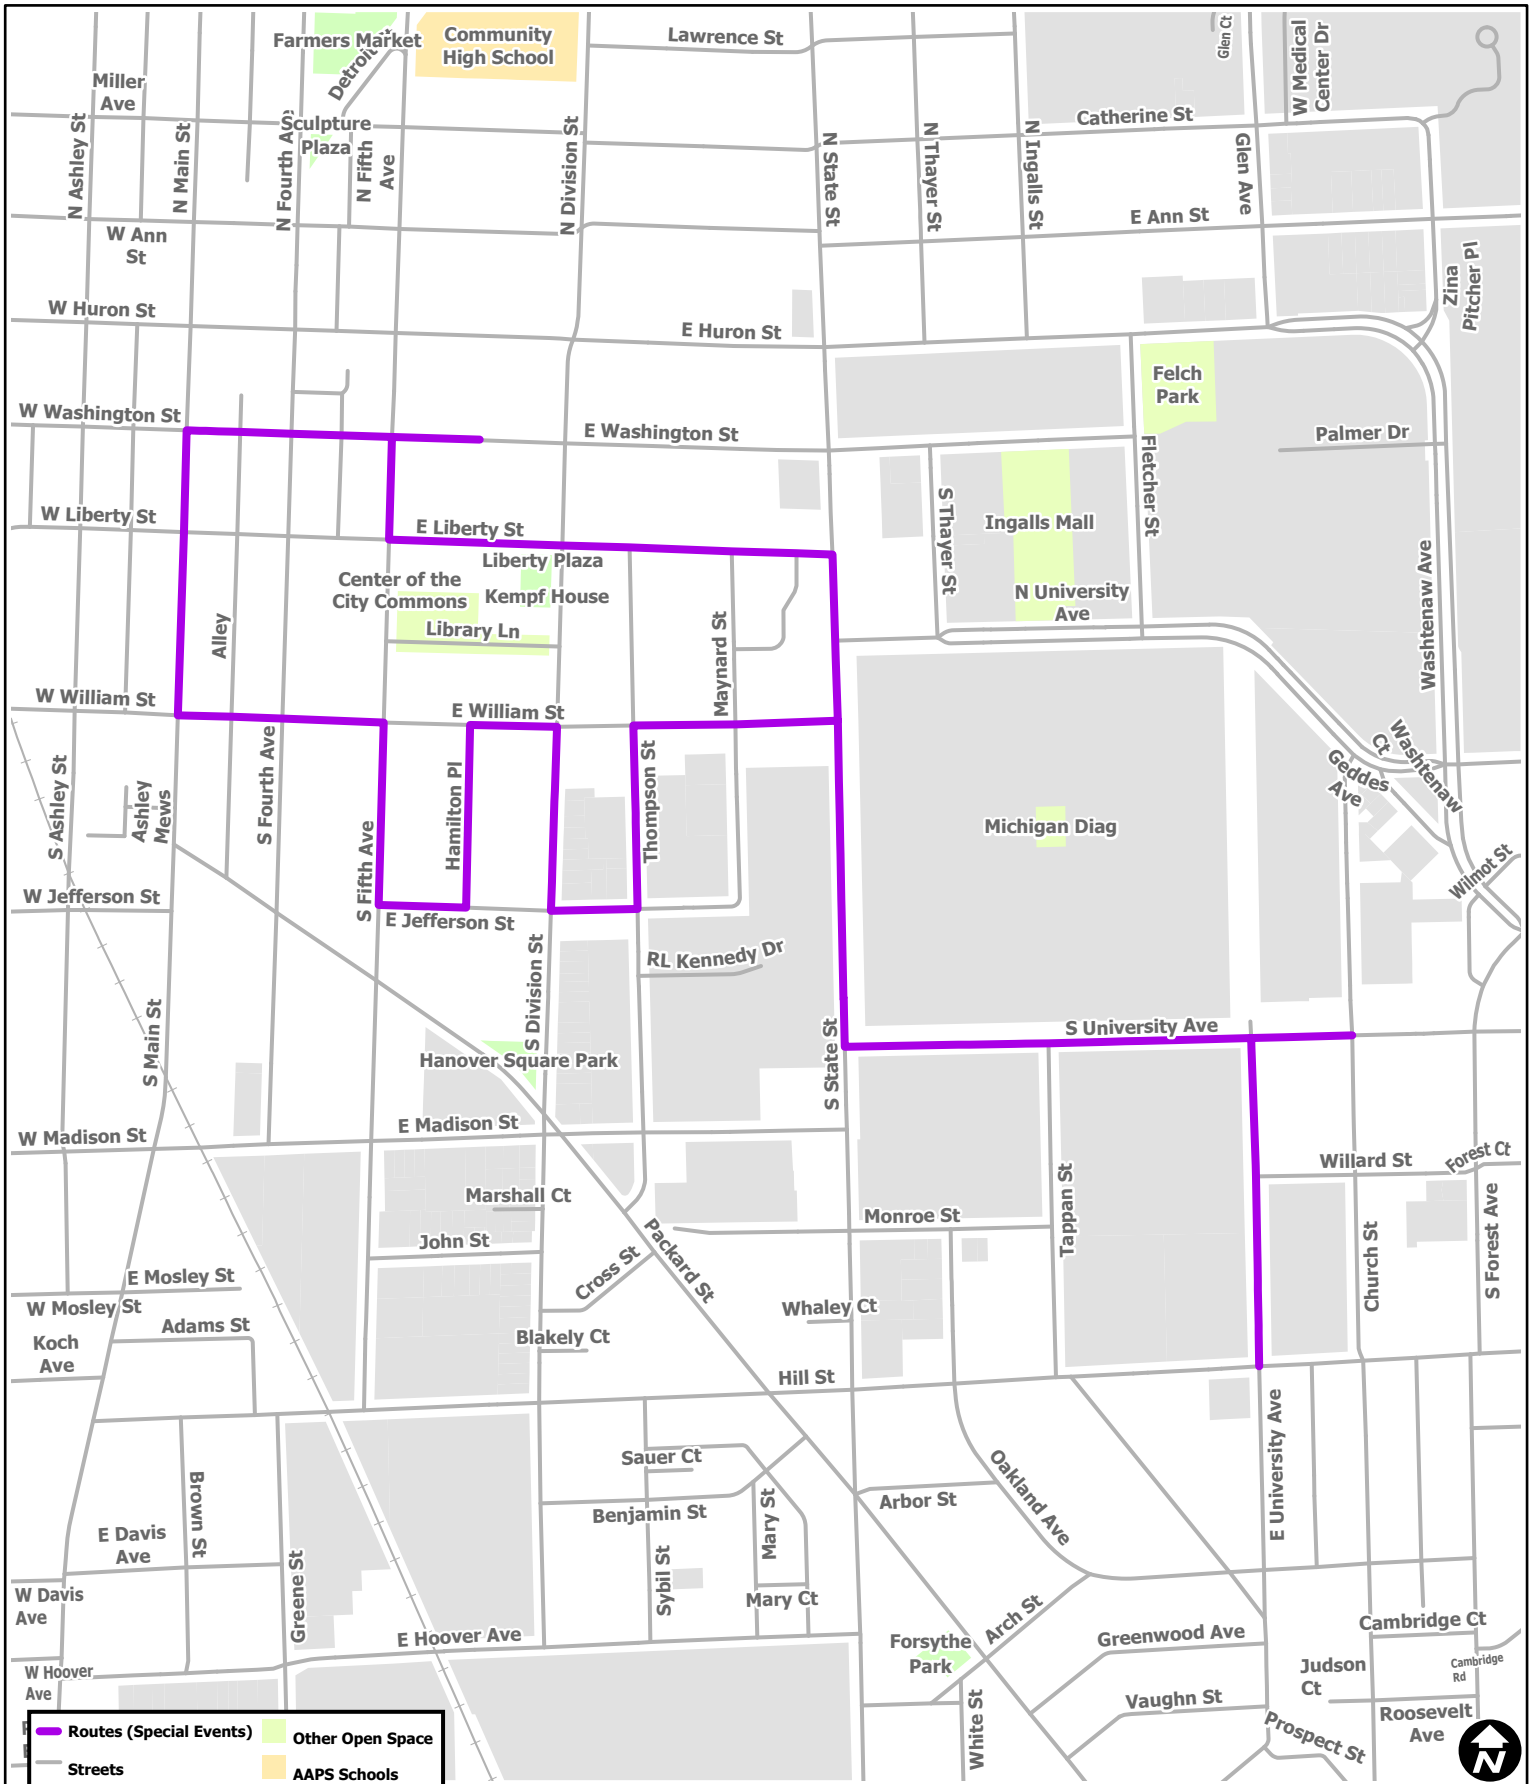 Farmers Market
Community
High School
Lawrence St
Glen Ct
W Medical
Center Dr
Detroit St
Miller
Ave
Sculpture
Plaza
Catherine St
N Ashley St
N Main St
N Fourth Ave
N Fifth
Ave
N Division St
N State St
N Thayer St
N Ingalls St
Glen Ave
W Ann
St
E Ann St
Zina
Pitcher Pl
W Huron St
E Huron St
Felch
Park
W Washington St
E Washington St
Palmer Dr
Fletcher St
W Liberty St
E Liberty St
S Thayer St
Ingalls Mall
Liberty Plaza
Center of the
City Commons
Kempf House
N University
Ave
Library Ln
Alley
Maynard St
Washtenaw Ave
W William St
E William St
S Ashley St
Ashley
Mews
S Fourth Ave
Hamilton Pl
Thompson St
Washtenaw
Ct
Geddes
Ave
Michigan Diag
S Fifth Ave
Wilmot St
W Jefferson St
E Jefferson St
RL Kennedy Dr
S Division St
S Main St
S State St
S University Ave
Hanover Square Park
E Madison St
W Madison St
Willard St
Forest Ct
Marshall Ct
Monroe St
Tappan St
Church St
S Forest Ave
John St
Packard St
Cross St
E Mosley St
W Mosley St
Whaley Ct
Adams St
Koch
Ave
Blakely Ct
Hill St
E University Ave
Sauer Ct
Oakland Ave
Brown St
Benjamin St
Mary St
Arbor St
E Davis
Ave
Greene St
Sybil St
W Davis
Ave
Mary Ct
Arch St
Cambridge Ct
E Hoover Ave
Forsythe
Park
Greenwood Ave
W Hoover
Ave
Judson
Ct
Cambridge
Rd
White St
Vaughn St
Roosevelt
Ave
Prospect St
Routes (Special Events)
Other Open Space
Streets
AAPS Schools
N